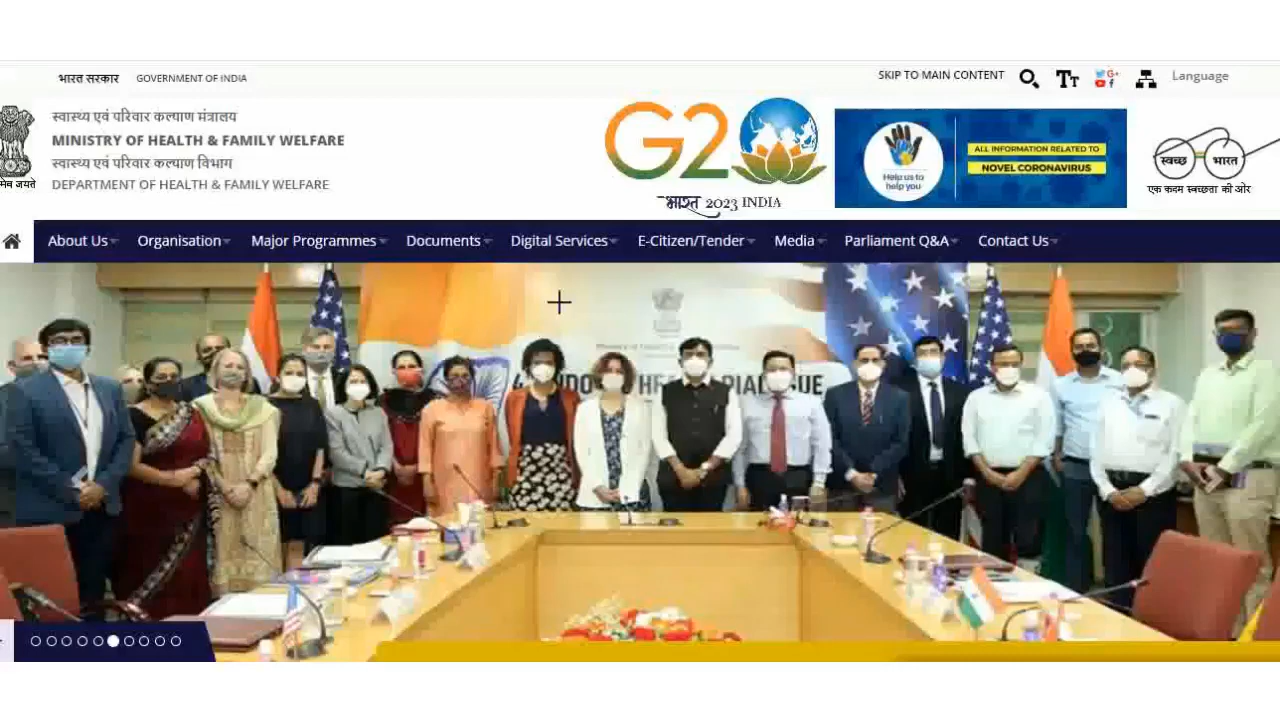 भारत सरकार GOVERNMENT OF INDIA
SKIP TO MAIN CONTENT
Language
स्वास्थ्य एवं परिवार कल्याण मंत्रालय
MINISTRY OF HEALTH & FAMILY WELFARE
स्वास्थ्य एवं परिवार कल्याण विभाग
DEPARTMENT OF HEALTH & FAMILY WELFARE
मेव जयते
G20
भारत 2023 INDIA
Help us to
help you
ALL INFORMATION RELATED TO
NOVEL CORONAVIRUS
स्वच्छ भारत
एक कदम स्वच्छता की ओर
About Us Organisation Major Programmes Documents Digital Services E-Citizen/Tender Media Parliament Q&A Contact Us